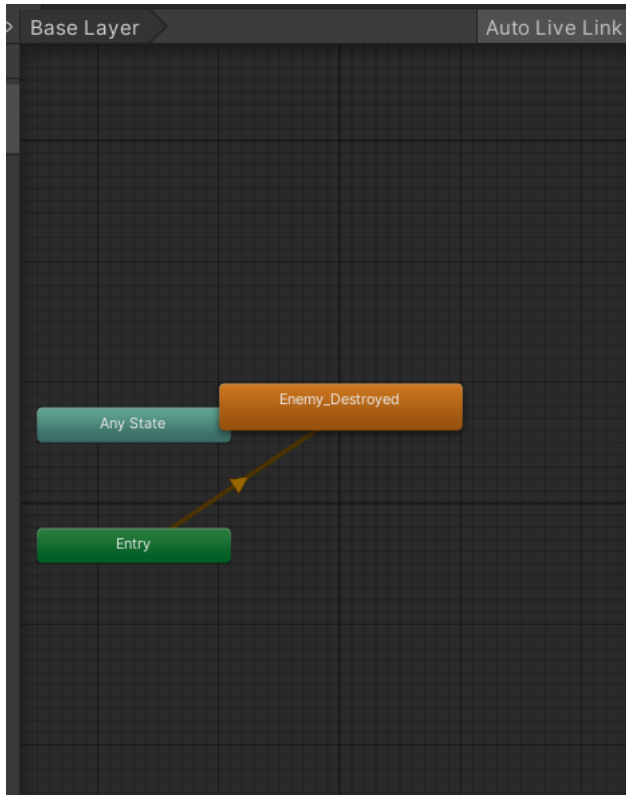 Base Layer
Auto Live Link
Enemy_Destroyed
Any State
Entry